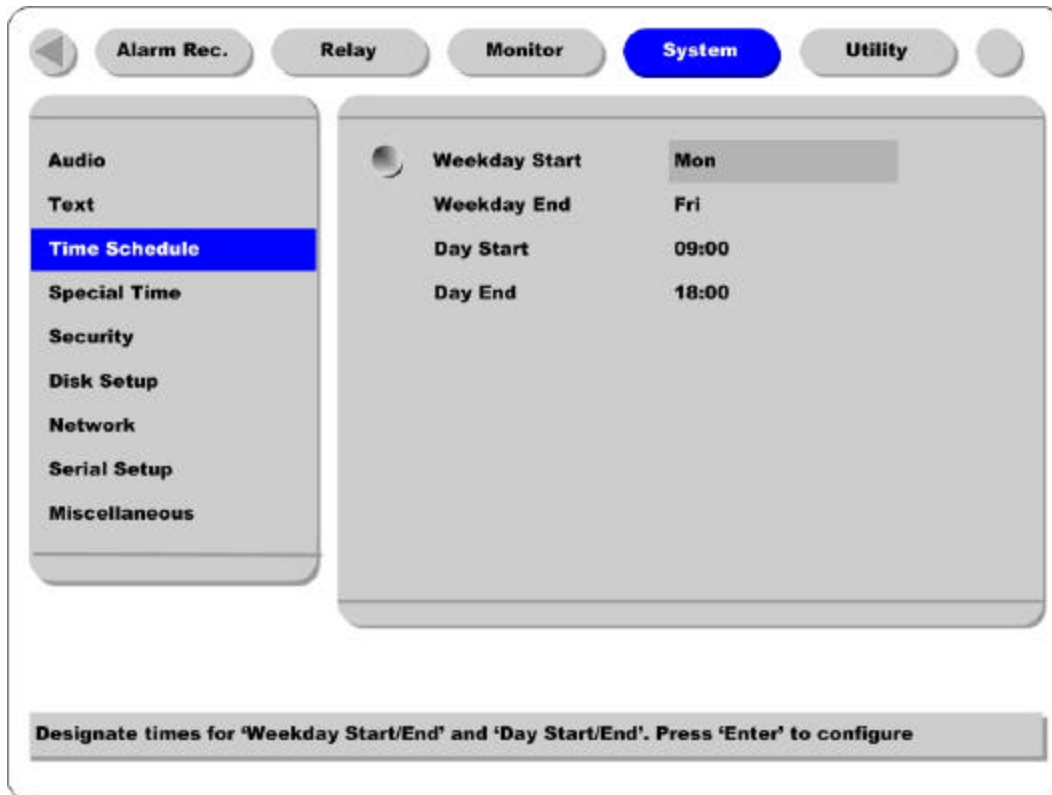 Alarm Rec. Relay Monitor System Utility
Audio
Text
Time Schedule
Special Time
Security
Disk Setup
Network
Serial Setup
Miscellaneous
Weekday Start Mon
Weekday End Fri
Day Start 09:00
Day End 18:00
Designate times for ‘Weekday Start/End’ and ‘Day Start/End’. Press ‘Enter’ to configure